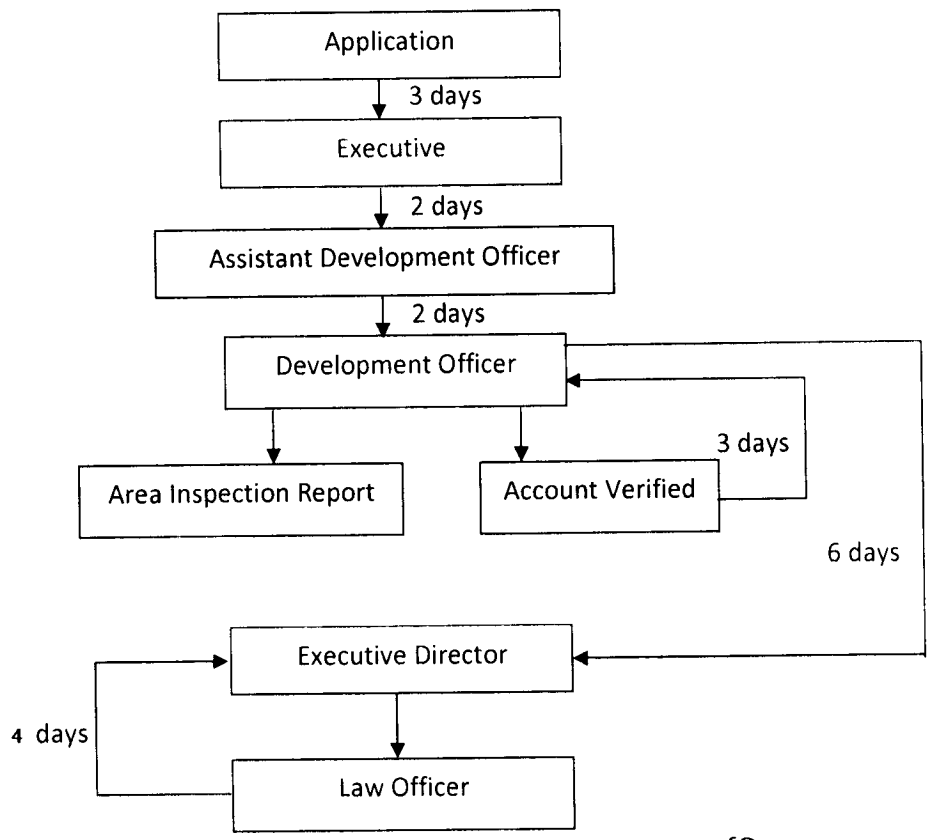 Application
3 days
Executive
2 days
Assistant Development Officer
2 days
Development Officer
3 days
Area Inspection Report
Account Verified
6 days
Executive Director
4 days
Law Officer